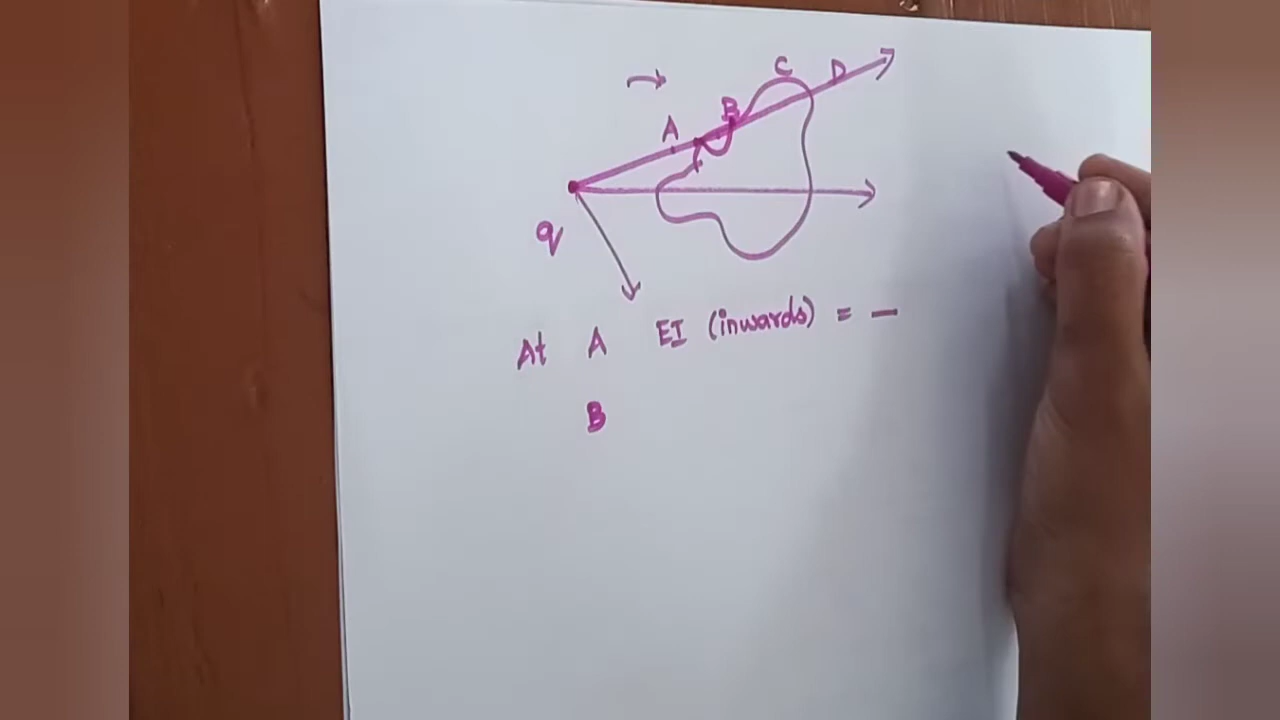 C
D
B
A
q
At A EI (inwards) = −
B